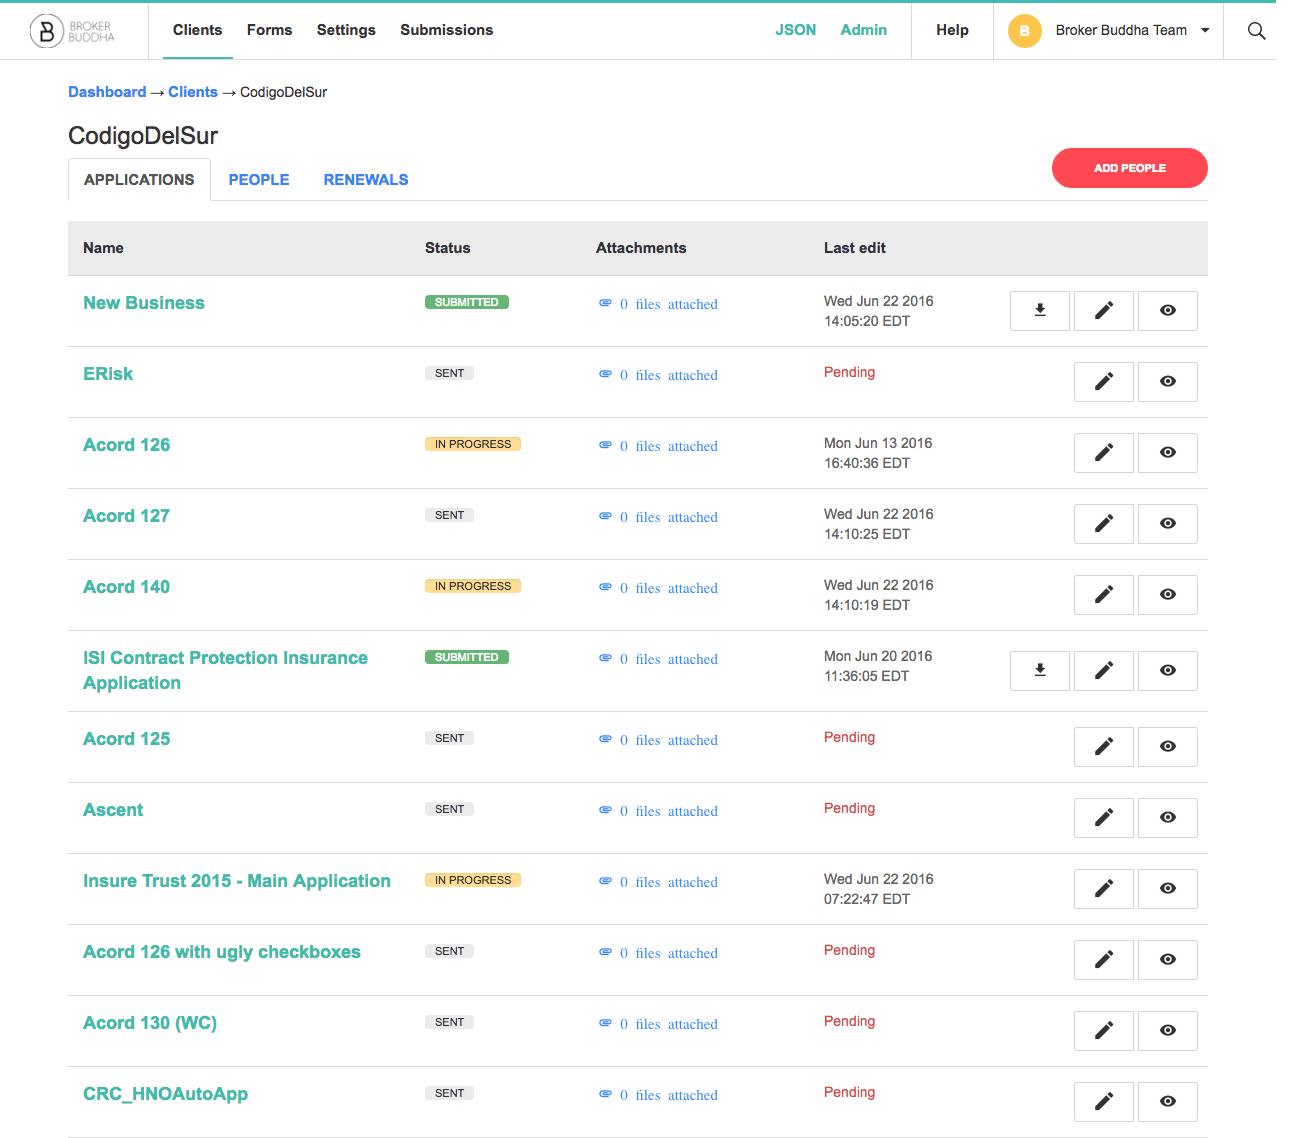 BROKER
BUDDHA
Clients Forms Settings Submissions JSON Admin Help B Broker Buddha Team
Dashboard → Clients → CodigoDelSur
CodigoDelSur
APPLICATIONS PEOPLE RENEWALS ADD PEOPLE
Name Status Attachments Last edit
New Business SUBMITTED 0 files attached Wed Jun 22 2016
14:05:20 EDT
ERisk SENT 0 files attached Pending
Acord 126 IN PROGRESS 0 files attached Mon Jun 13 2016
16:40:36 EDT
Acord 127 SENT 0 files attached Wed Jun 22 2016
14:10:25 EDT
Acord 140 IN PROGRESS 0 files attached Wed Jun 22 2016
14:10:19 EDT
ISI Contract Protection Insurance SUBMITTED 0 files attached Mon Jun 20 2016
Application 11:36:05 EDT
Acord 125 SENT 0 files attached Pending
Ascent SENT 0 files attached Pending
Insure Trust 2015 - Main Application IN PROGRESS 0 files attached Wed Jun 22 2016
07:22:47 EDT
Acord 126 with ugly checkboxes SENT 0 files attached Pending
Acord 130 (WC) SENT 0 files attached Pending
CRC_HNOAutoApp SENT 0 files attached Pending